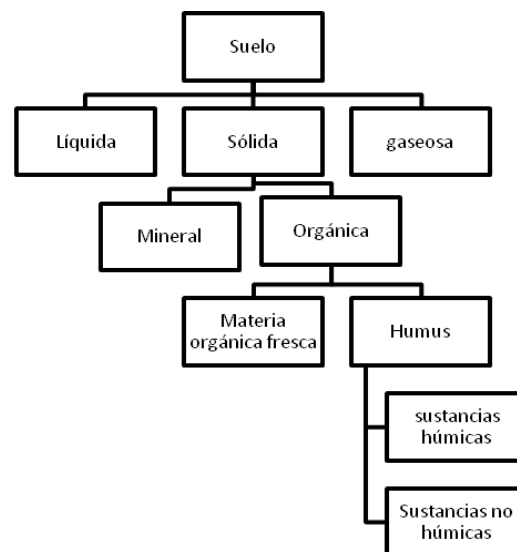 Suelo
Líquida
Sólida
gaseosa
Mineral
Orgánica
Materia
orgánica fresca
Humus
sustancias
húmicas
Sustancias no
húmicas